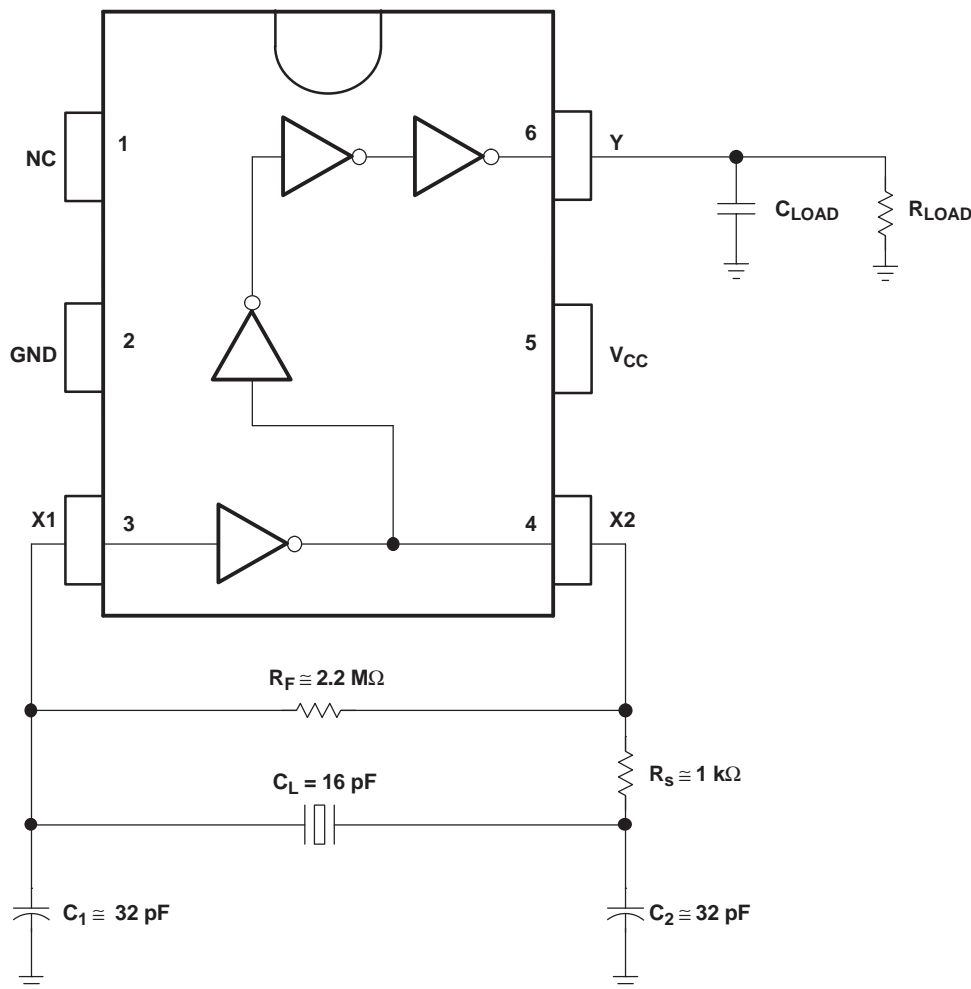 NC
1
6
Y
C_LOAD
R_LOAD
GND
2
5
V_CC
X1
3
4
X2
R_F ≅ 2.2 MΩ
R_s ≅ 1 kΩ
C_L = 16 pF
C_1 ≅ 32 pF
C_2 ≅ 32 pF